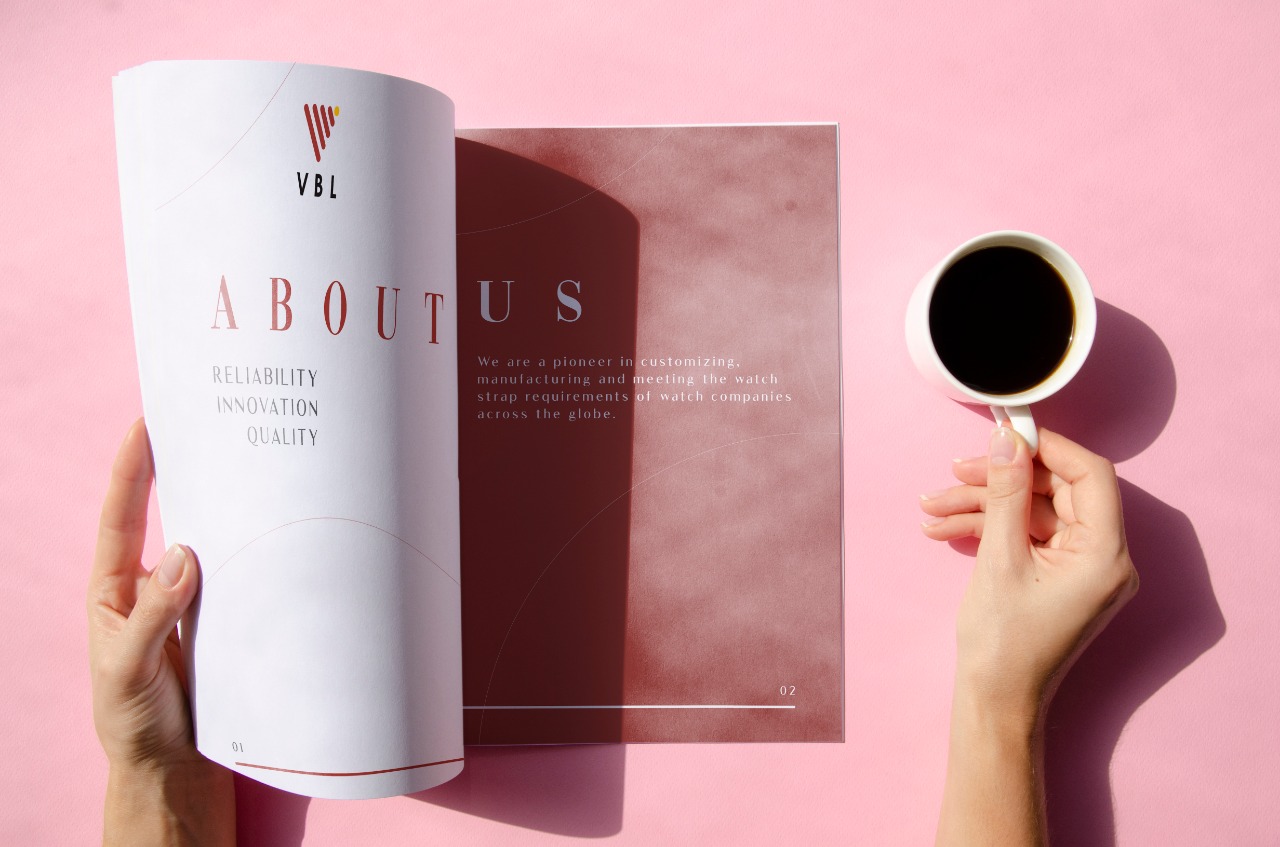 VBL
ABOUT US
RELIABILITY
INNOVATION
QUALITY
We are a pioneer in customizing,
manufacturing and meeting the watch
strap requirements of watch companies
across the globe.
01
02